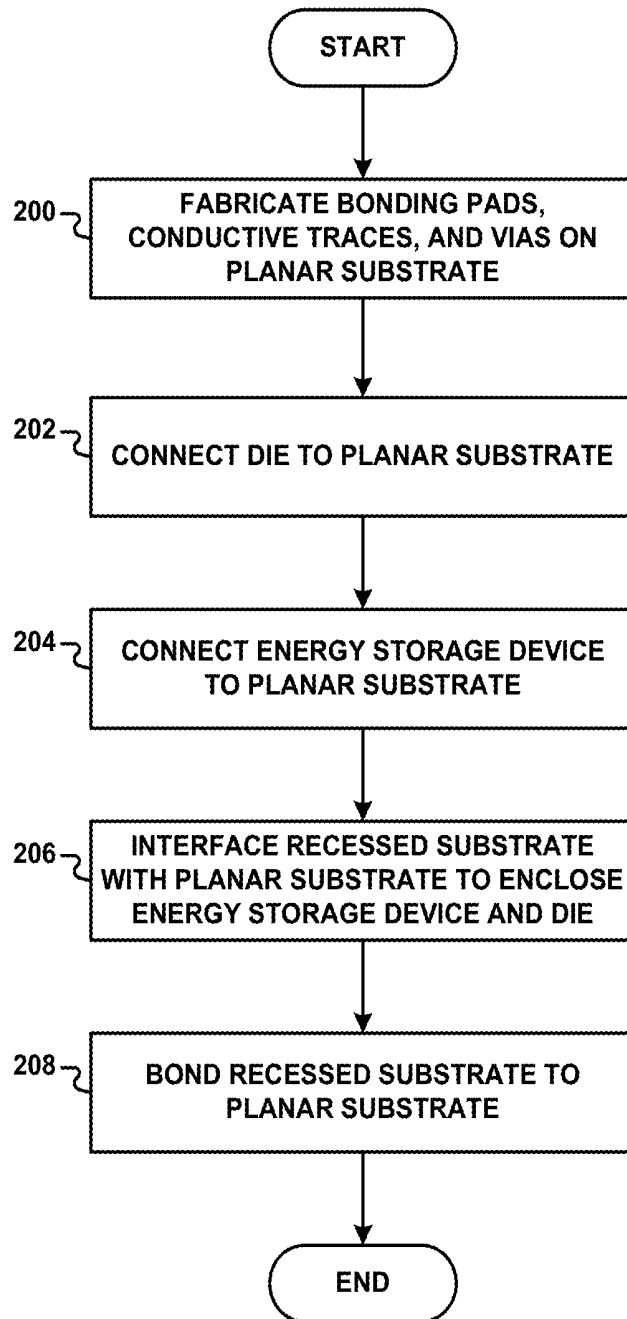 START
200
FABRICATE BONDING PADS,
CONDUCTIVE TRACES, AND VIAS ON
PLANAR SUBSTRATE
202
CONNECT DIE TO PLANAR SUBSTRATE
204
CONNECT ENERGY STORAGE DEVICE
TO PLANAR SUBSTRATE
206
INTERFACE RECESSED SUBSTRATE
WITH PLANAR SUBSTRATE TO ENCLOSE
ENERGY STORAGE DEVICE AND DIE
208
BOND RECESSED SUBSTRATE TO
PLANAR SUBSTRATE
END